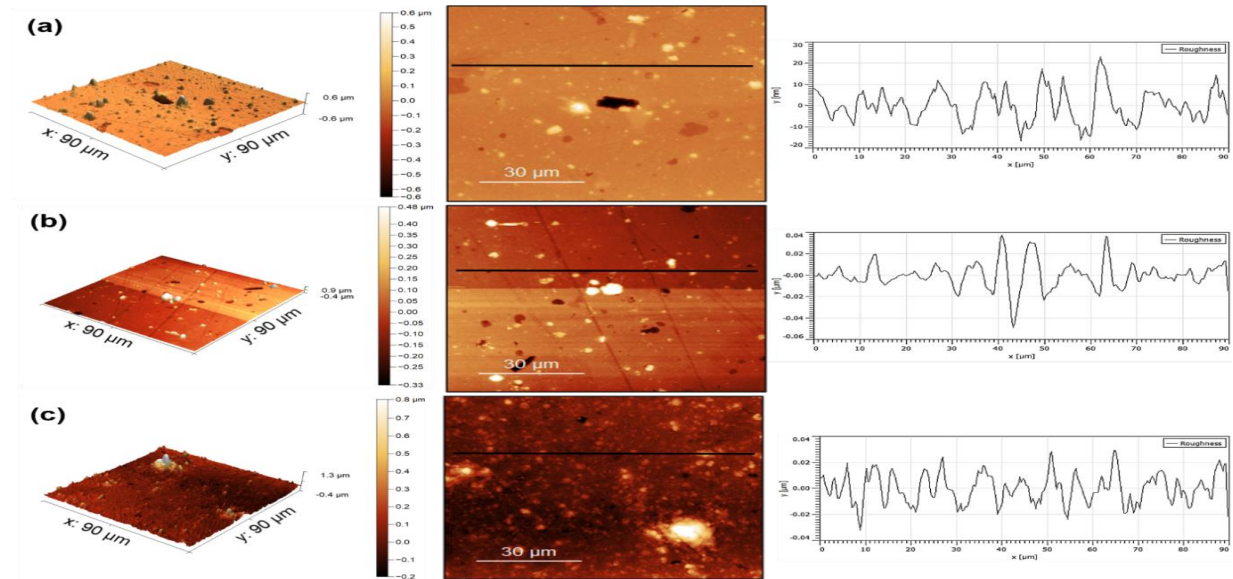 (a)
x: 90 µm
y: 90 µm
0.6 µm
−0.6 µm
0.6 µm
0.5
0.4
0.3
0.2
0.1
0.0
−0.1
−0.2
−0.3
−0.4
−0.6
30 µm
Roughness
y [nm]
30
20
10
0
−10
−20
0
10
20
30
40
50
60
70
80
90
x [µm]
(b)
x: 90 µm
y: 90 µm
0.9 µm
−0.4 µm
0.48 µm
0.40
0.35
0.30
0.25
0.20
0.15
0.10
0.05
0.00
−0.05
−0.10
−0.15
−0.20
−0.25
−0.33
30 µm
Roughness
y [µm]
0.04
0.02
−0.00
−0.02
−0.04
−0.06
0
10
20
30
40
50
60
70
80
90
x [µm]
(c)
x: 90 µm
y: 90 µm
1.3 µm
−0.4 µm
0.8 µm
0.7
0.6
0.5
0.4
0.3
0.2
0.1
0.0
−0.1
−0.2
30 µm
Roughness
y [µm]
0.04
0.02
0.00
−0.02
−0.04
0
10
20
30
40
50
60
70
80
90
x [µm]